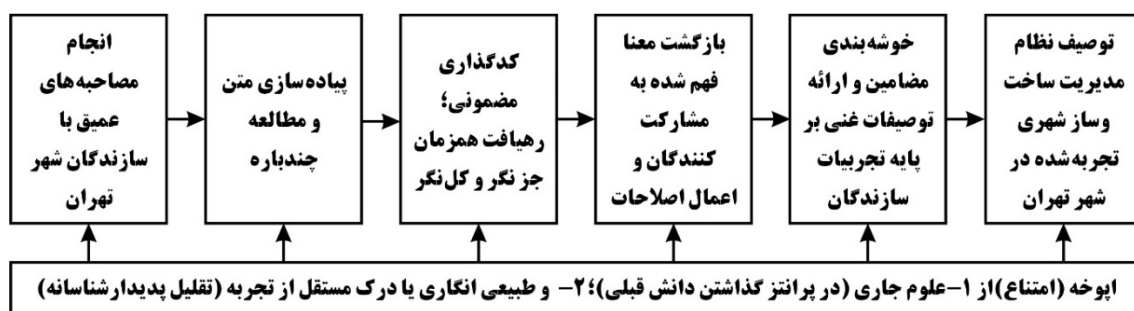 انجام
مصاحبه‌های
عمیق با
سازندگان شهر
تهران
پیاده‌سازی متن
و مطالعه
چندباره
کدگذاری
مضمونی؛
رهیافت همزمان
جز نگر و کل‌نگر
بازگشت معنا
فهم شده به
مشارکت
کنندگان و
اعمال اصلاحات
خوشه‌بندی
مضامین و ارائه
توصیفات غنی بر
پایه تجربیات
سازندگان
توصیف نظام
مدیریت ساخت
وساز شهری
تجربه‌شده در
شهر تهران
اپوخه (امتناع)از ۱-علوم جاری (در پرانتز گذاشتن دانش قبلی)؛۲- و طبیعی انگاری یا درک مستقل از تجربه (تقلیل پدیدارشناسانه)